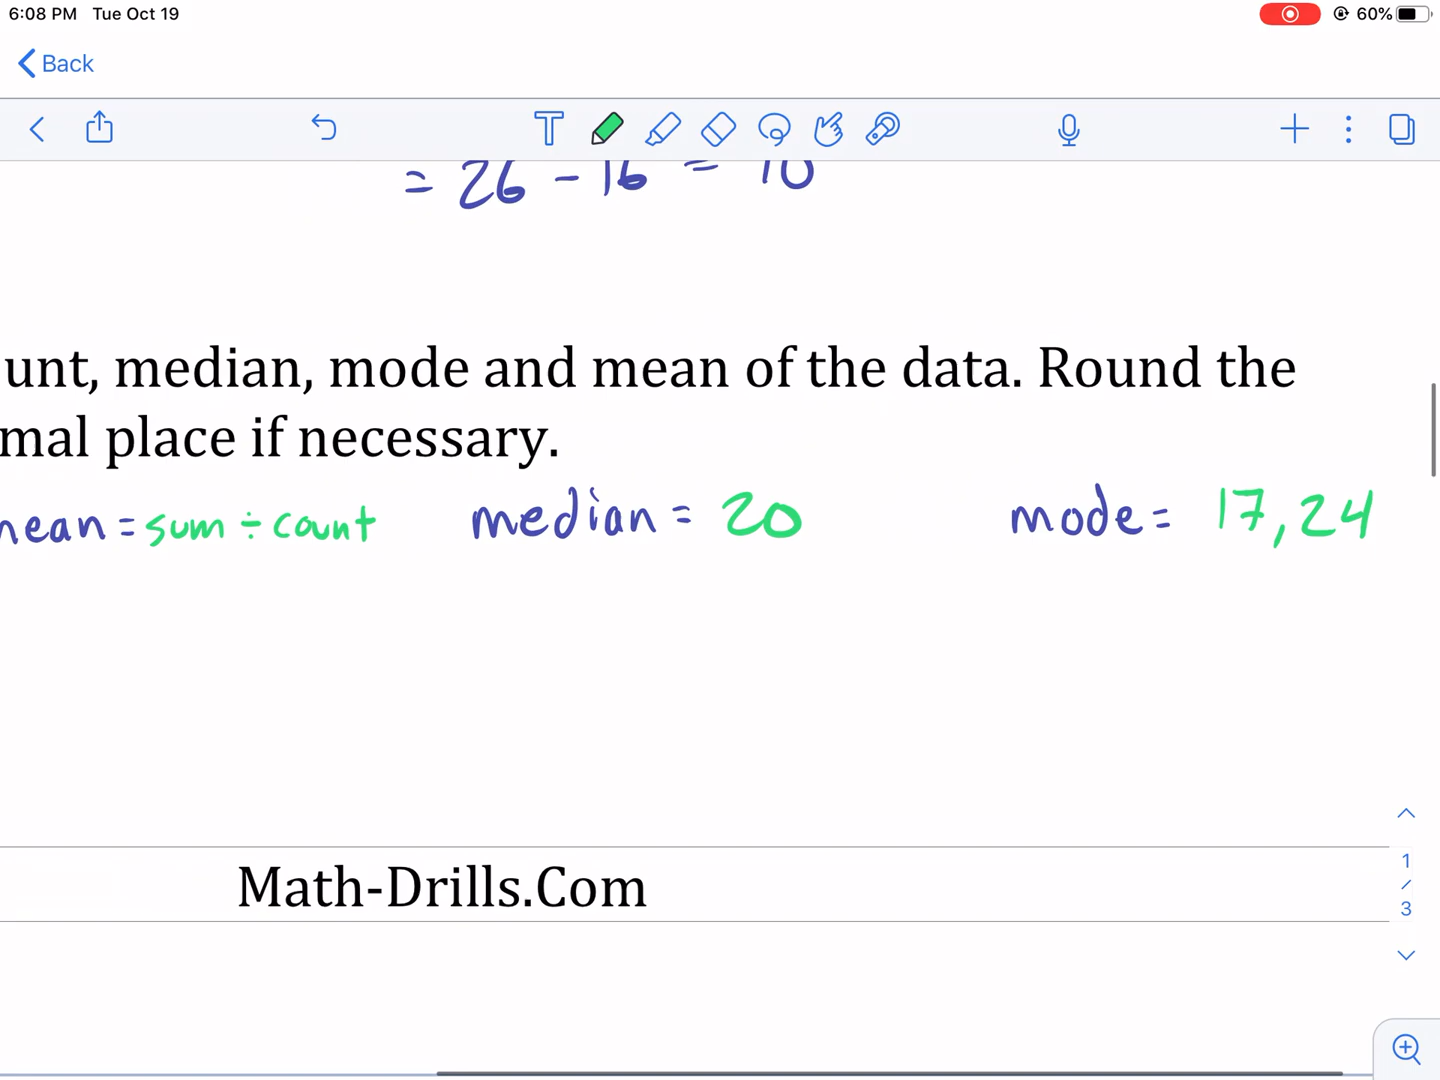 6:08 PM Tue Oct 19 60%
Back
= 26 - 16 = 10
unt, median, mode and mean of the data. Round the
mal place if necessary.
mean = sum ÷ count median = 20 mode = 17, 24
Math-Drills.Com
1
/
3